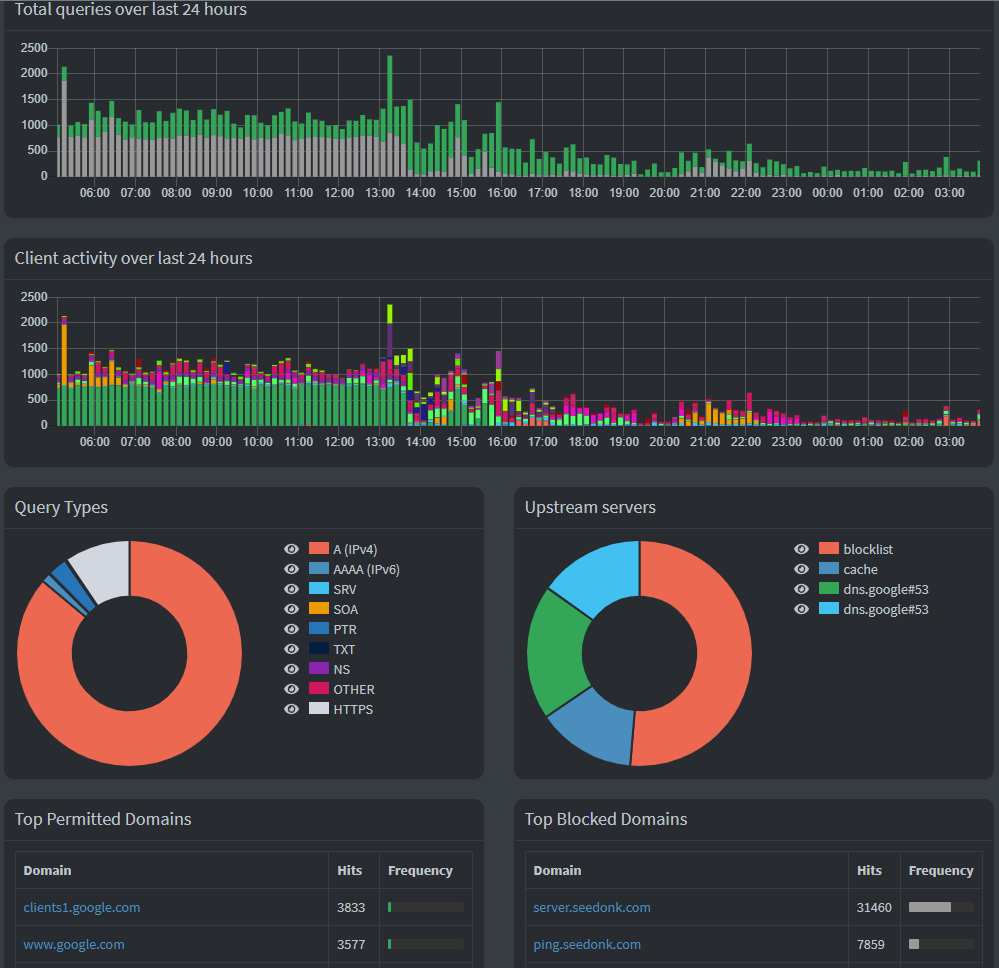 Total queries over last 24 hours
2500
2000
1500
1000
500
0
06:00 07:00 08:00 09:00 10:00 11:00 12:00 13:00 14:00 15:00 16:00 17:00 18:00 19:00 20:00 21:00 22:00 23:00 00:00 01:00 02:00 03:00
Client activity over last 24 hours
2500
2000
1500
1000
500
0
06:00 07:00 08:00 09:00 10:00 11:00 12:00 13:00 14:00 15:00 16:00 17:00 18:00 19:00 20:00 21:00 22:00 23:00 00:00 01:00 02:00 03:00
Query Types
A (IPv4)
AAAA (IPv6)
SRV
SOA
PTR
TXT
NS
OTHER
HTTPS
Upstream servers
blocklist
cache
dns.google#53
dns.google#53
Top Permitted Domains
Domain Hits Frequency
clients1.google.com 3833
www.google.com 3577
Top Blocked Domains
Domain Hits Frequency
server.seedonk.com 31460
ping.seedonk.com 7859